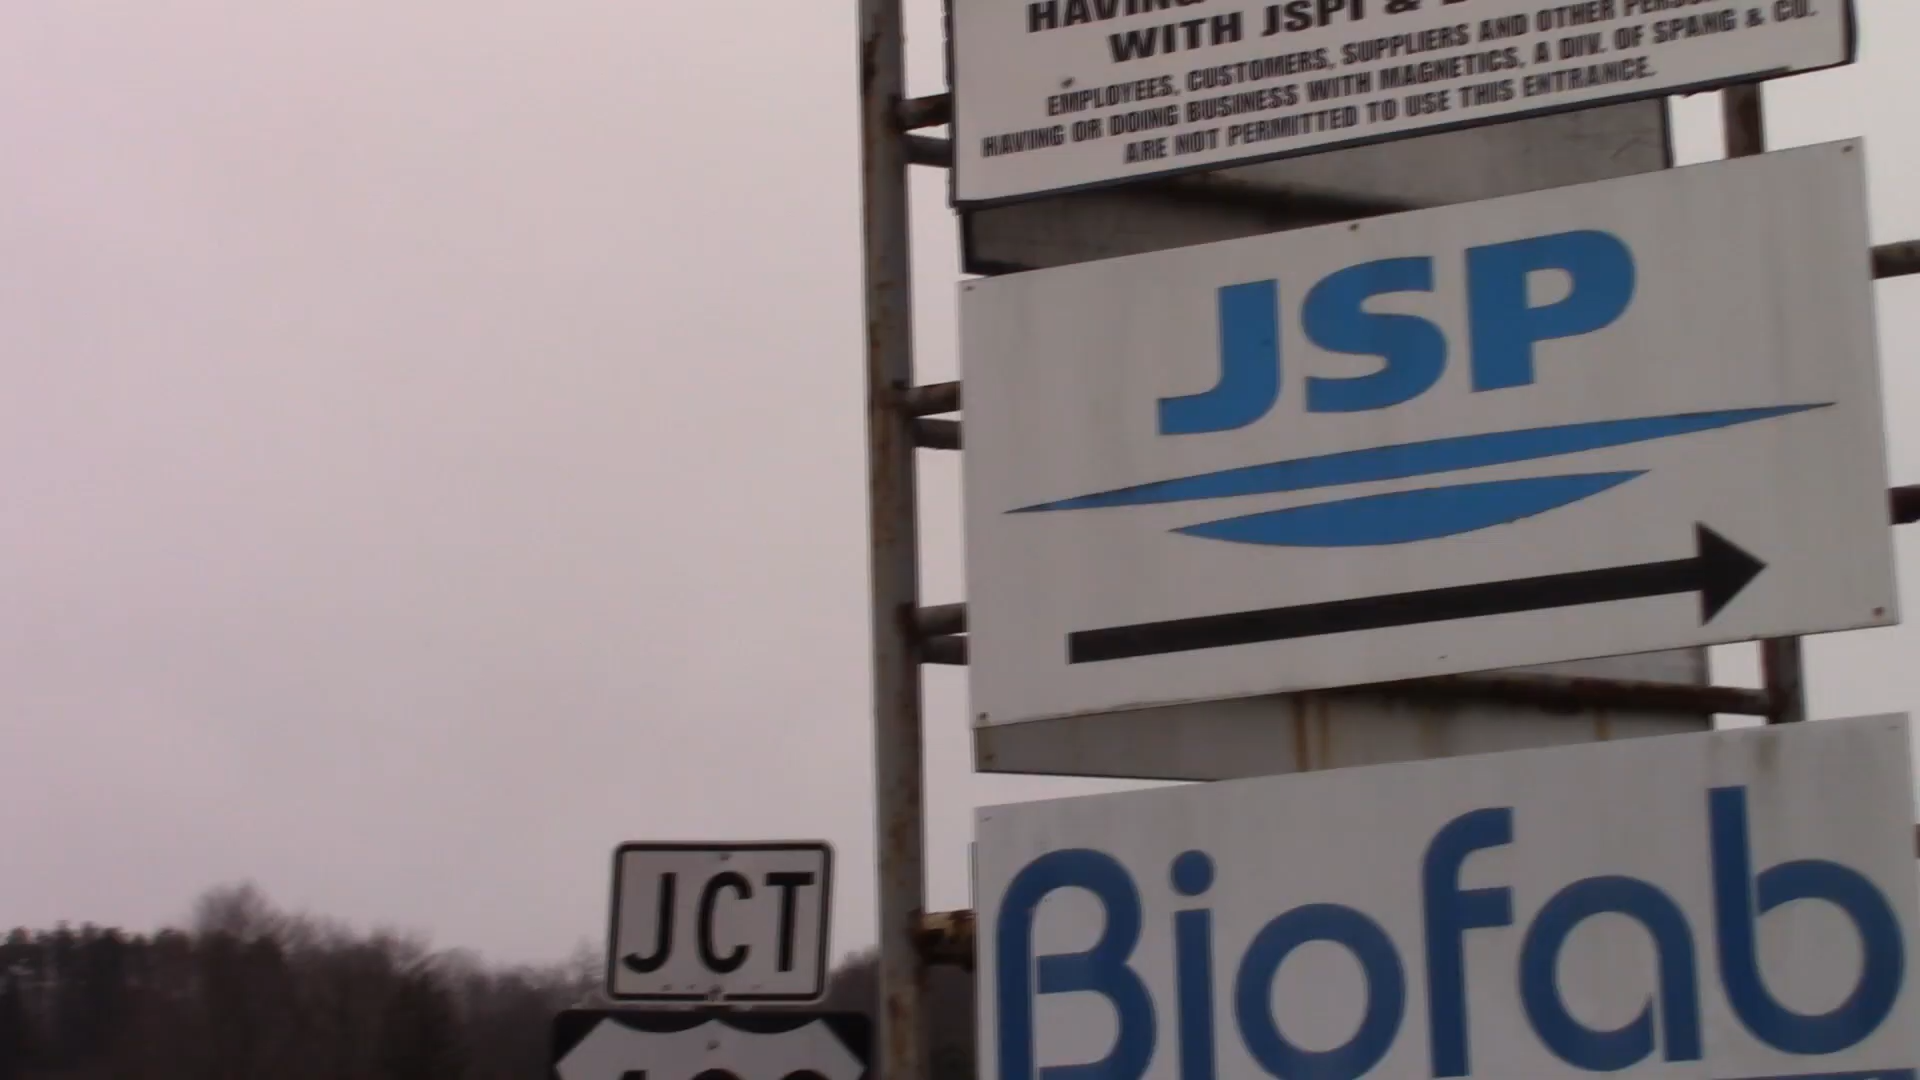 HAVING
WITH JSPI &
EMPLOYEES, CUSTOMERS, SUPPLIERS AND OTHER
HAVING OR DOING BUSINESS WITH MAGNETICS, A DIV. OF SPANG & CO.
ARE NOT PERMITTED TO USE THIS ENTRANCE.
JSP
Biofab
JCT